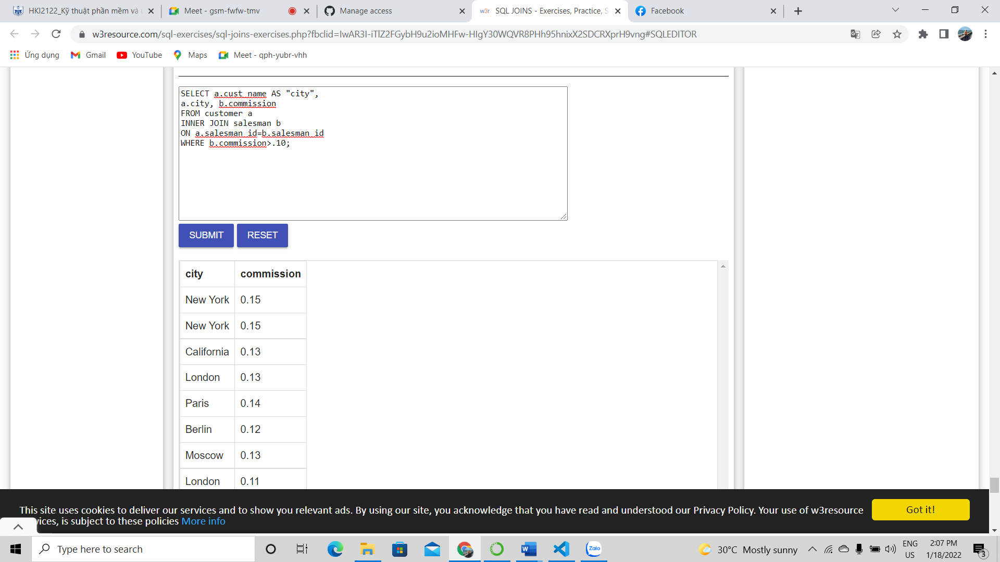 HKI2122_Kỹ thuật phần mềm và
Meet - gsm-fwfw-tmv
Manage access
w3r SQL JOINS - Exercises, Practice, S
Facebook
w3resource.com/sql-exercises/sql-joins-exercises.php?fbclid=IwAR3I-iTlZ2FGybH9u2ioMHFw-HIgY30WQVR8PHh95hnixX2SDCRXprH9vng#SQLEDITOR
Ứng dụng
Gmail
YouTube
Maps
Meet - qph-yubr-vhh
SELECT a.cust_name AS "city",
a.city, b.commission
FROM customer a
INNER JOIN salesman b
ON a.salesman_id=b.salesman_id
WHERE b.commission>.10;
SUBMIT RESET
city commission
New York 0.15
New York 0.15
California 0.13
London 0.13
Paris 0.14
Berlin 0.12
Moscow 0.13
London 0.11
This site uses cookies to deliver our services and to show you relevant ads. By using our site, you acknowledge that you have read and understood our Privacy Policy. Your use of w3resource
vices, is subject to these policies More info
Got it!
Type here to search
W
Zalo
30°C Mostly sunny
ENG
US
2:07 PM
1/18/2022
3